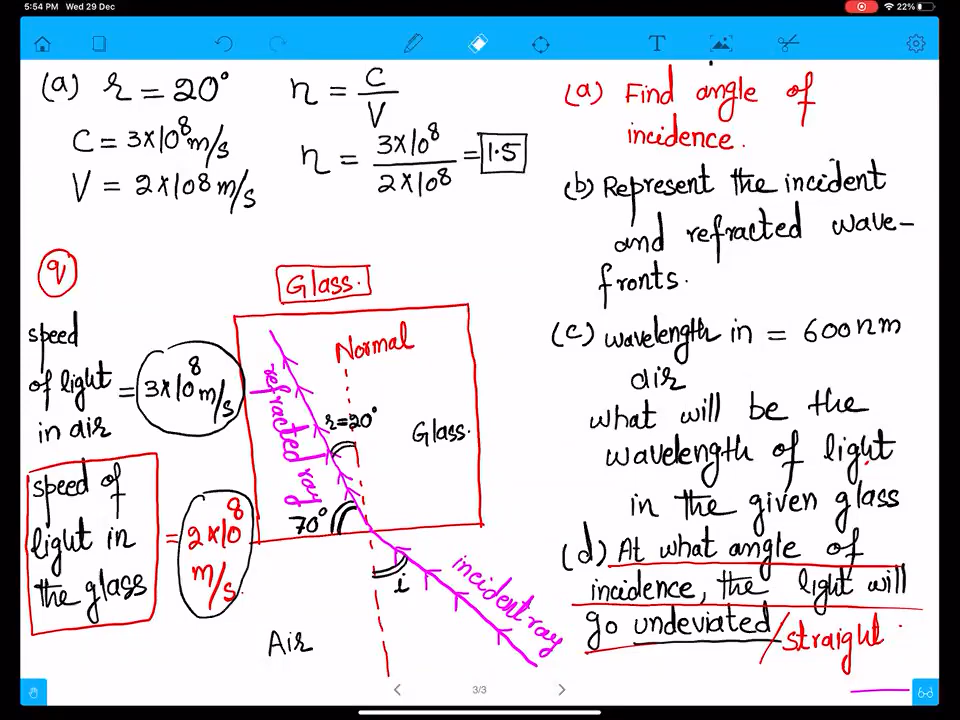 5:54 PM Wed 29 Dec
22%
T
(a) r = 20°
C = 3×10⁸ m/s
V = 2×108 m/s
n = C/V
n = 3×10⁸/2×10⁸ = 1.5
(a) Find angle of
incidence.
(b) Represent the incident
and refracted wave-
fronts.
(c) wavelength in = 600nm
air
what will be the
wavelength of light
in the given glass
(d) At what angle of
incidence, the light will
go undeviated/straight
q
speed
of light = 3×10⁸ m/s
in air
speed of
light in = 2×10⁸ m/s.
the glass
Glass.
Normal
r=20°
Glass.
refracted ray
70°
i
incident ray
Air
3/3